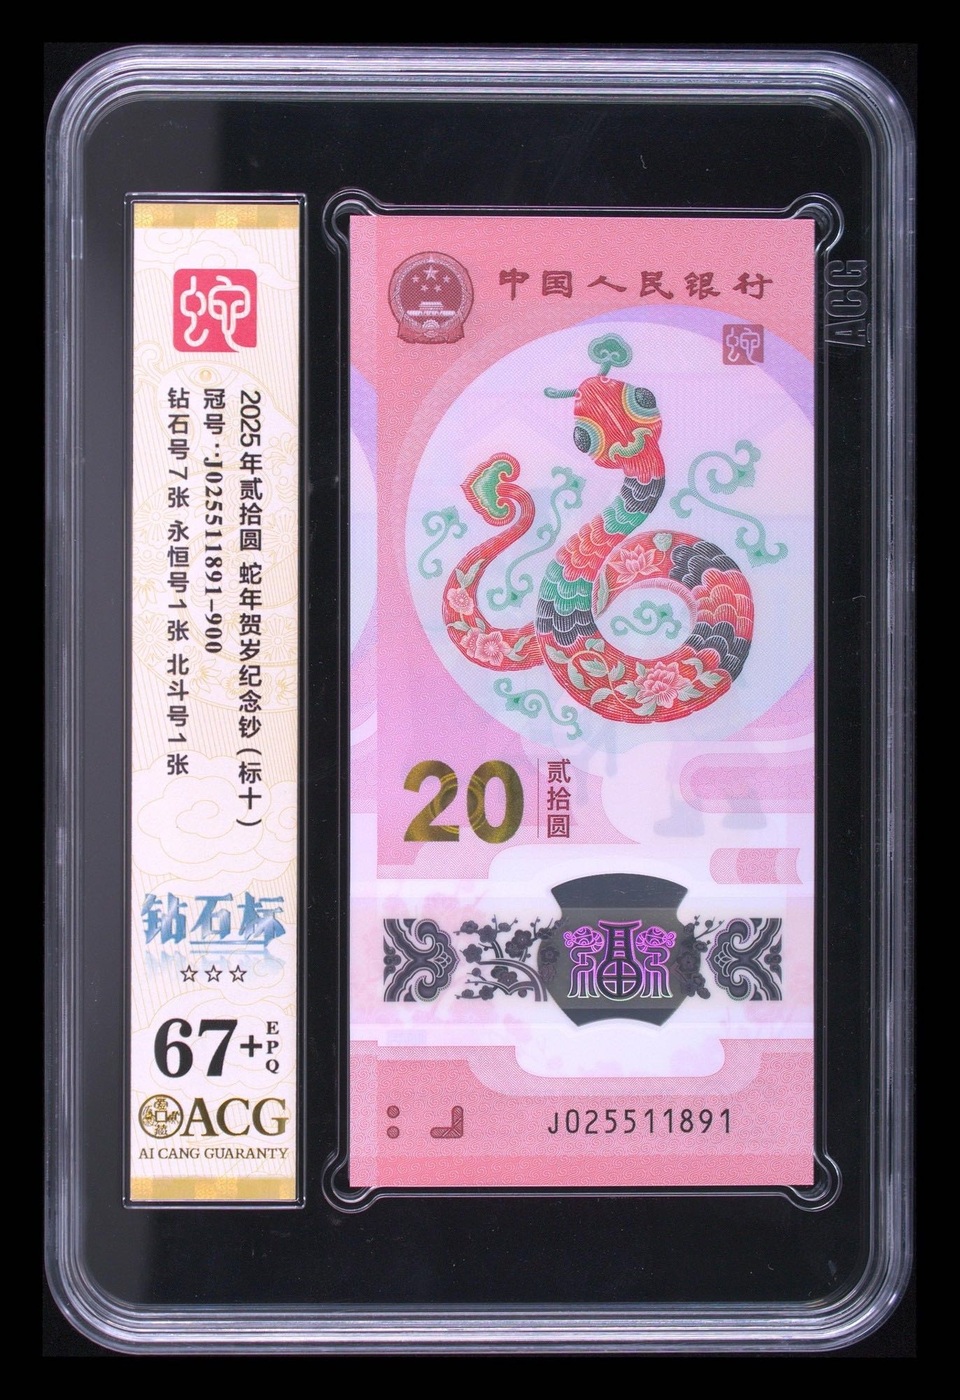 蛇
2025年贰拾圆 蛇年贺岁纪念钞(标十)
冠号:J025511891-900
钻石号7张 永恒号1张 北斗号1张
钻石标
☆☆☆
67+
EPQ
ACG
AI CANG GUARANTY
中国人民银行
蛇
20
贰拾圆
福
J025511891
ACG